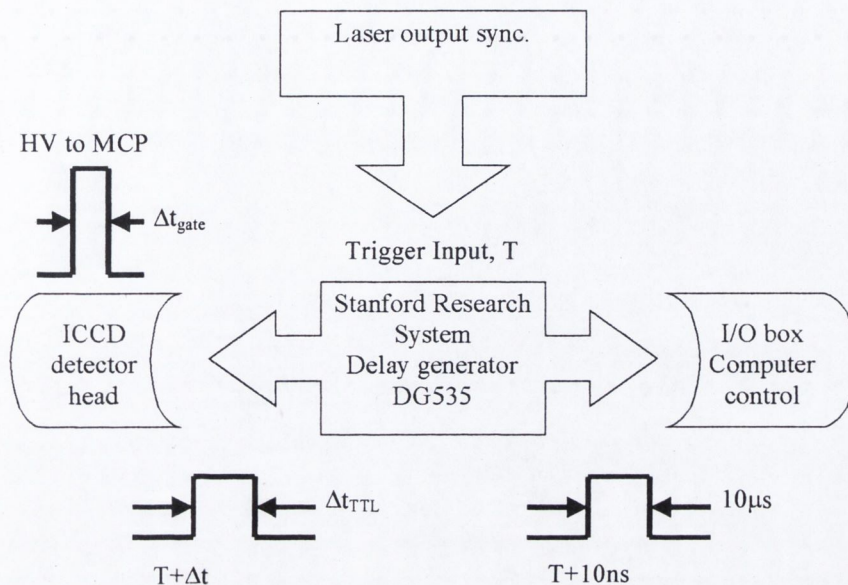 Laser output sync.
HV to MCP
Δt_gate
Trigger Input, T
ICCD
detector
head
Stanford Research
System
Delay generator
DG535
I/O box
Computer
control
Δt_TTL
10μs
T+Δt
T+10ns